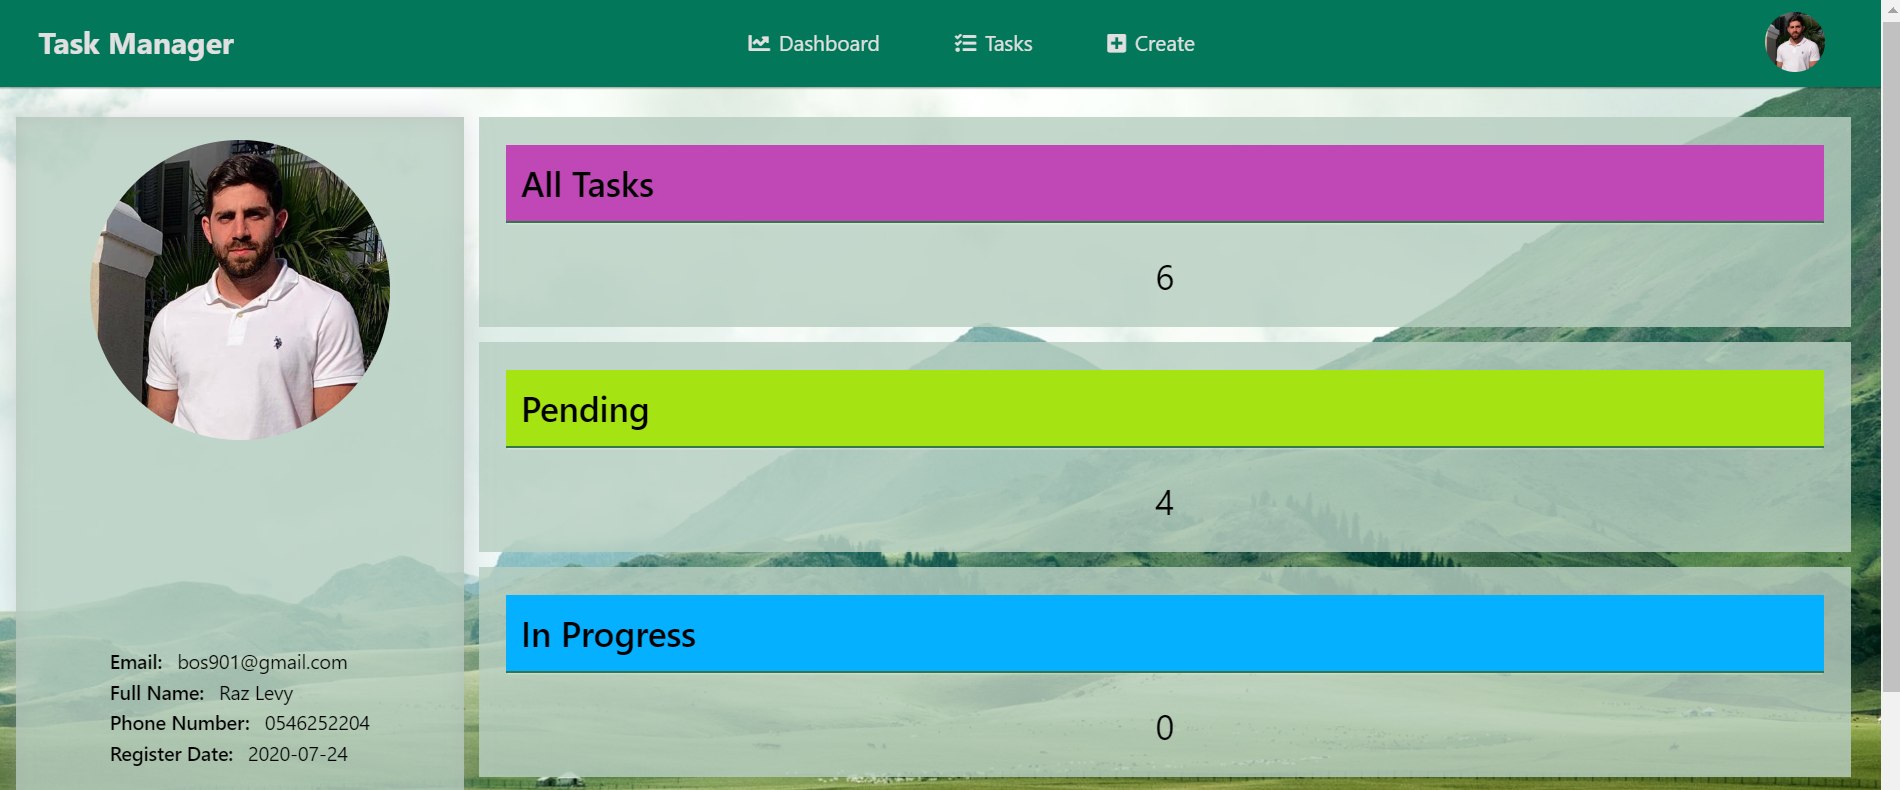 Task Manager
Dashboard
Tasks
Create
Email: bos901@gmail.com
Full Name: Raz Levy
Phone Number: 0546252204
Register Date: 2020-07-24
All Tasks
6
Pending
4
In Progress
0